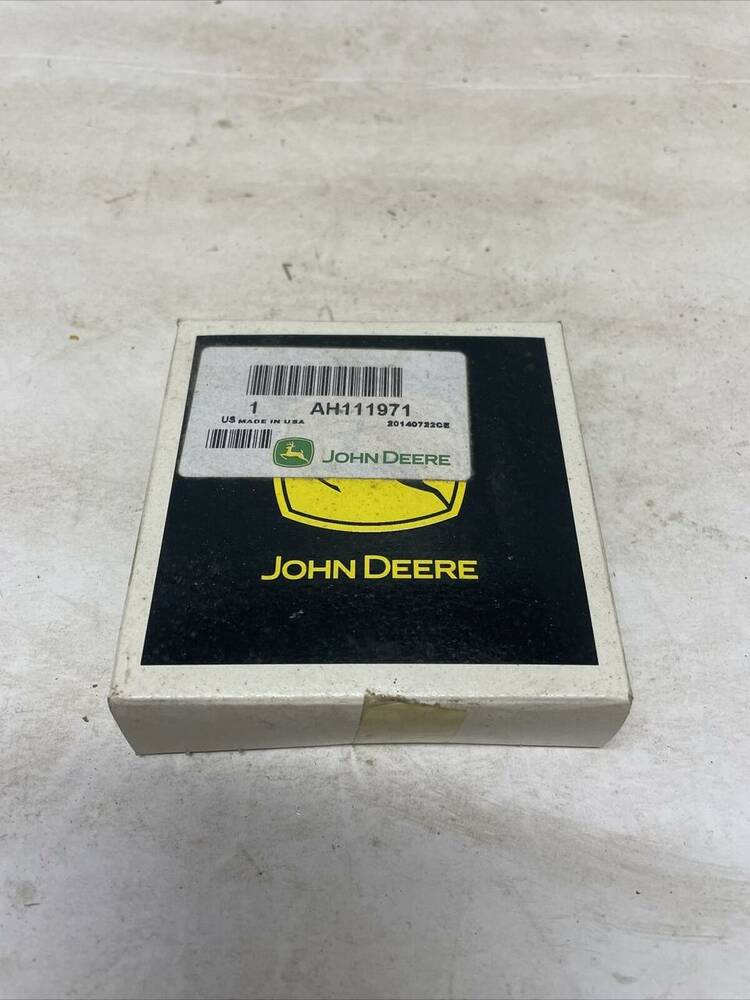 1 AH111971
US MADE IN USA 20140722CE
JOHN DEERE
JOHN DEERE